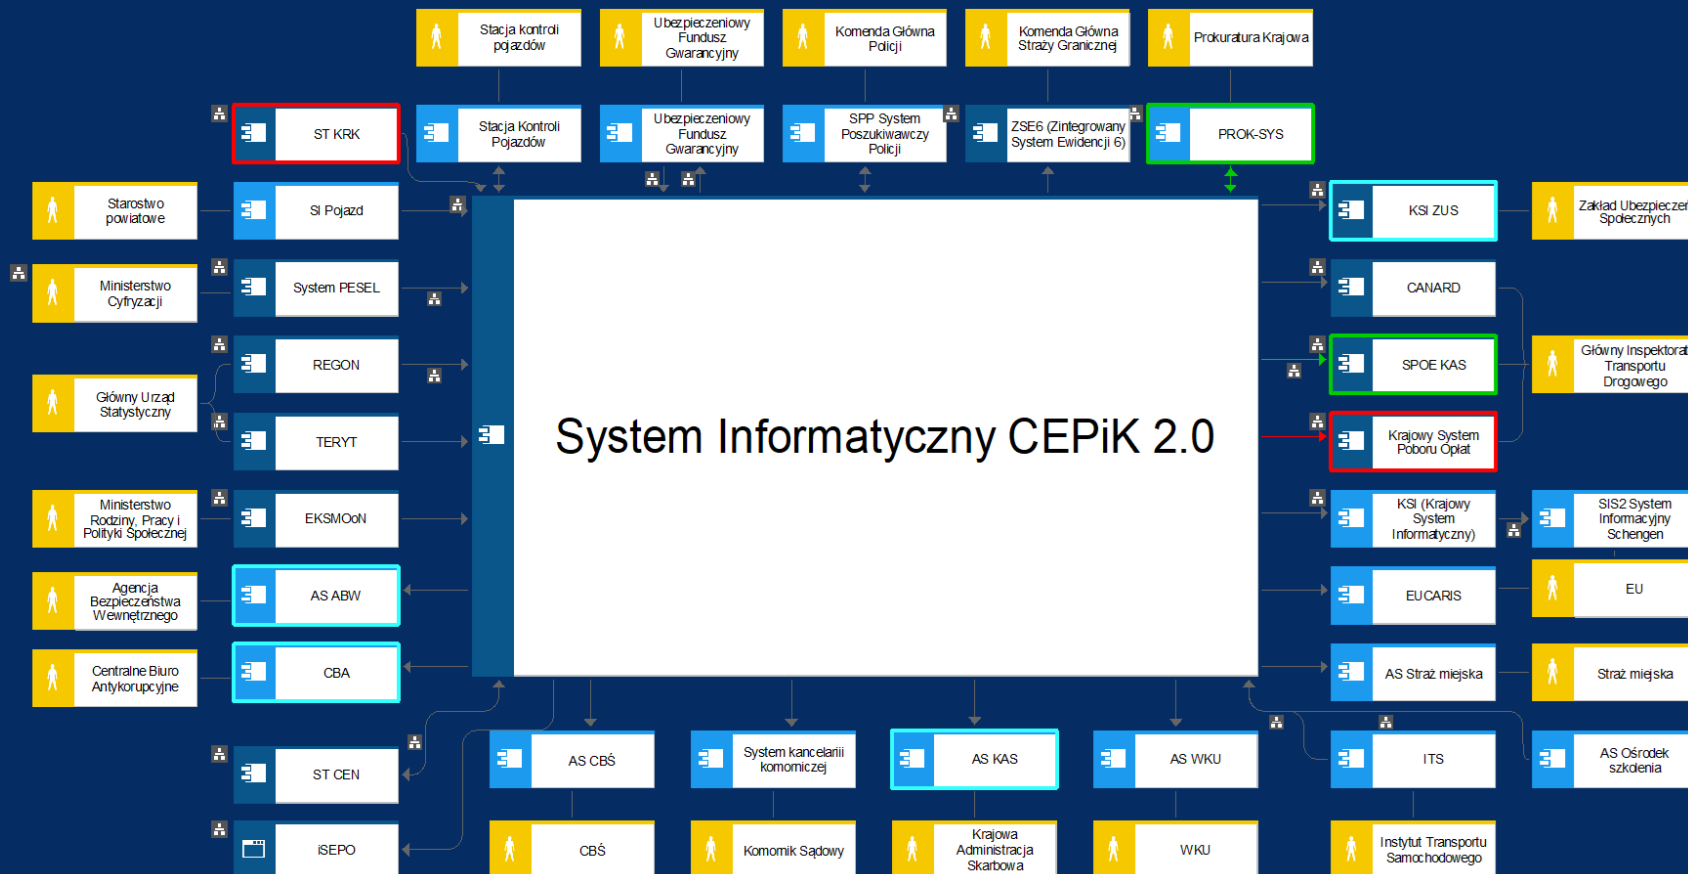 Stacja kontroli
pojazdów
Ubezpieczeniowy
Fundusz
Gwarancyjny
Komenda Główna
Policji
Komenda Główna
Straży Granicznej
Prokuratura Krajowa
ST KRK
Stacja Kontroli
Pojazdów
Ubezpieczeniowy
Fundusz
Gwarancyjny
SPP System
Poszukiwawczy
Policji
ZSE6 (Zintegrowany
System Ewidencji 6)
PROK-SYS
Starostwo
powiatowe
SI Pojazd
KSI ZUS
Zakład Ubezpieczeń
Społecznych
Ministerstwo
Cyfryzacji
System PESEL
CANARD
Główny Urząd
Statystyczny
REGON
TERYT
SPOE KAS
Główny Inspektorat
Transportu
Drogowego
System Informatyczny CEPiK 2.0
Krajowy System
Poboru Opłat
Ministerstwo
Rodziny, Pracy i
Polityki Społecznej
EKSMOoN
KSI (Krajowy
System
Informatyczny)
SIS2 System
Informacyjny
Schengen
Agencja
Bezpieczeństwa
Wewnętrznego
AS ABW
EUCARIS
EU
Centralne Biuro
Antykorupcyjne
CBA
AS Straż miejska
Straż miejska
ST CEN
AS CBŚ
System kancelariii
komorniczej
AS KAS
AS WKU
ITS
AS Ośrodek
szkolenia
iSEPO
CBŚ
Komornik Sądowy
Krajowa
Administracja
Skarbowa
WKU
Instytut Transportu
Samochodowego